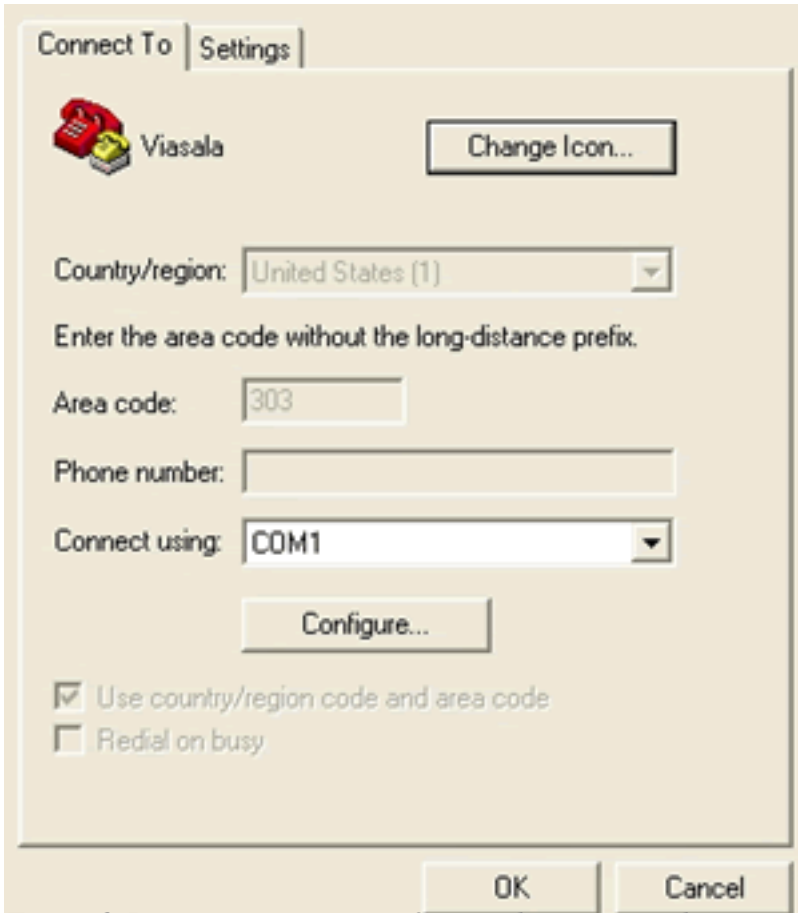 Connect To
Settings
Viasala
Change Icon...
Country/region:
United States (1)
Enter the area code without the long-distance prefix.
Area code:
303
Phone number:
Connect using:
COM1
Configure...
Use country/region code and area code
Redial on busy
OK
Cancel